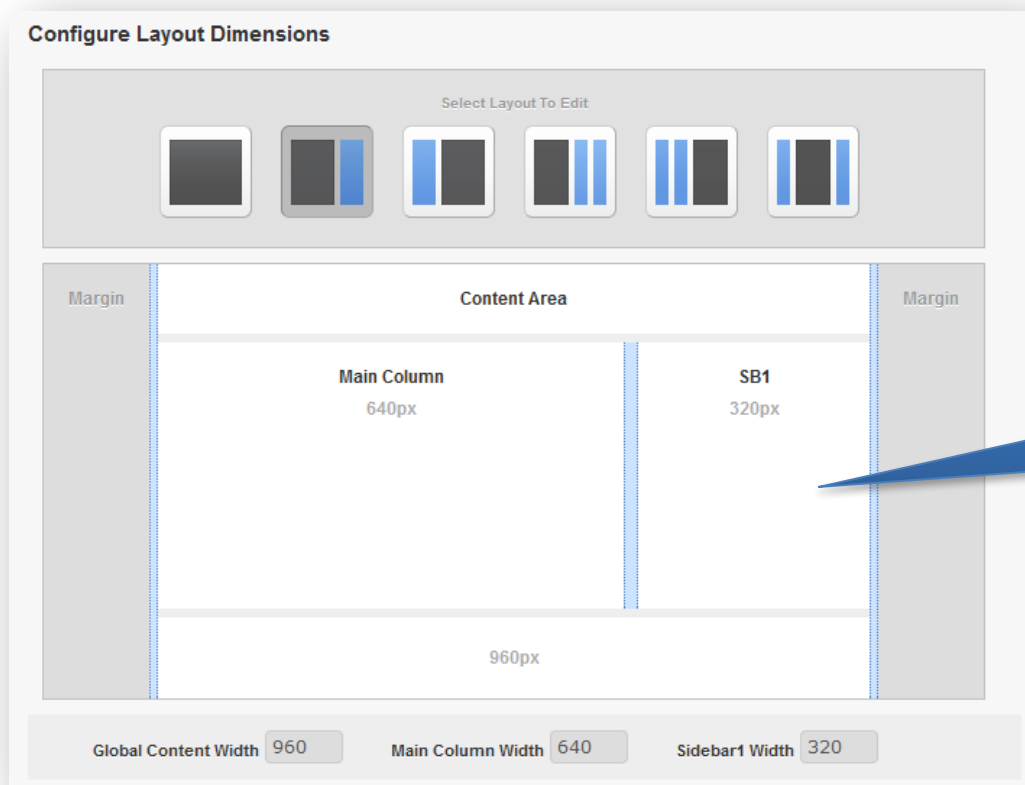 Configure Layout Dimensions
Select Layout To Edit
Margin
Content Area
Margin
Main Column
SB1
640px
320px
960px
Global Content Width 960 Main Column Width 640 Sidebar1 Width 320